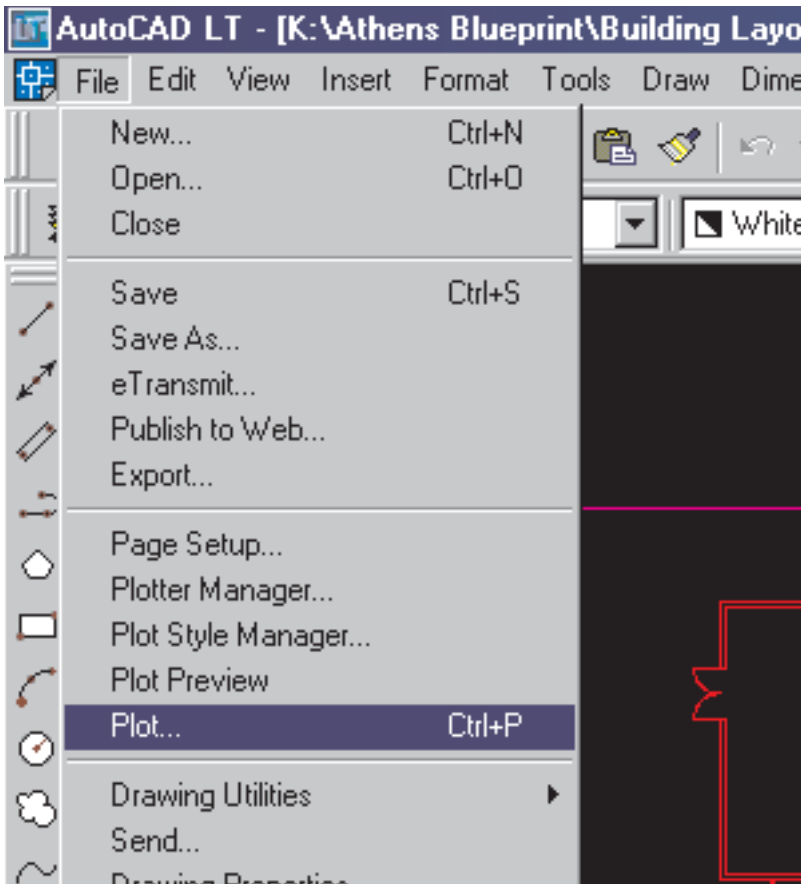 AutoCAD LT - [K:\Athens Blueprint\Building Layo
File Edit View Insert Format Tools Draw Dime
New... Ctrl+N
Open... Ctrl+O
Close
White
Save Ctrl+S
Save As...
eTransmit...
Publish to Web...
Export...
Page Setup...
Plotter Manager...
Plot Style Manager...
Plot Preview
Plot... Ctrl+P
Drawing Utilities
Send...
Drawing Properties